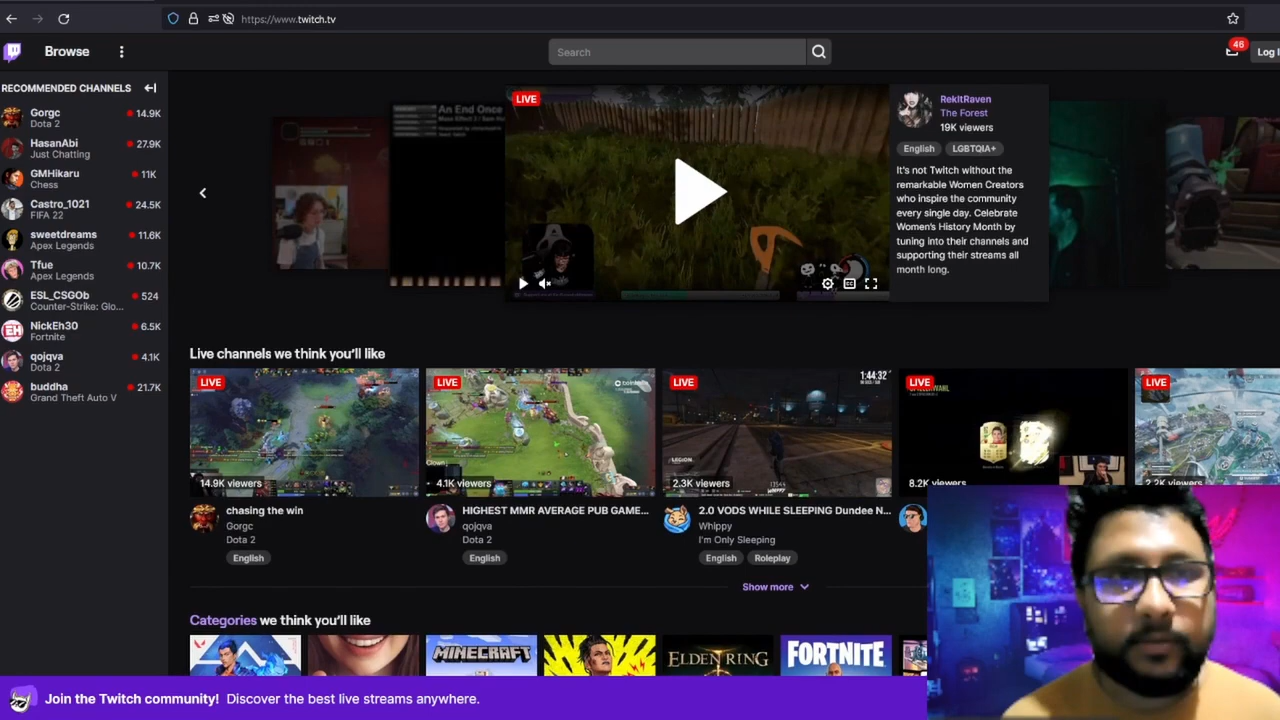 https://www.twitch.tv
Browse
Search
46
Log I
RECOMMENDED CHANNELS
Gorgc
14.9K
Dota 2
HasanAbi
27.9K
Just Chatting
GMHikaru
11K
Chess
Castro_1021
24.5K
FIFA 22
sweetdreams
11.6K
Apex Legends
Tfue
10.7K
Apex Legends
ESL_CSGOb
524
Counter-Strike: Glo...
NickEh30
6.5K
Fortnite
qojqva
4.1K
Dota 2
buddha
21.7K
Grand Theft Auto V
An End Once
LIVE
RekItRaven
The Forest
19K viewers
English
LGBTQIA+
It's not Twitch without the
remarkable Women Creators
who inspire the community
every single day. Celebrate
Women's History Month by
tuning into their channels and
supporting their streams all
month long.
Live channels we think you'll like
LIVE
14.9K viewers
chasing the win
Gorgc
Dota 2
English
LIVE
4.1K viewers
HIGHEST MMR AVERAGE PUB GAME...
qojqva
Dota 2
English
LIVE
1:44:32
LEGION
2.3K viewers
2.0 VODS WHILE SLEEPING Dundee N...
Whippy
I'm Only Sleeping
English
Roleplay
LIVE
8.2K viewers
LIVE
2.2K viewers
Show more
Categories we think you'll like
MINECRAFT
ELDEN RING
FORTNITE
Join the Twitch community! Discover the best live streams anywhere.